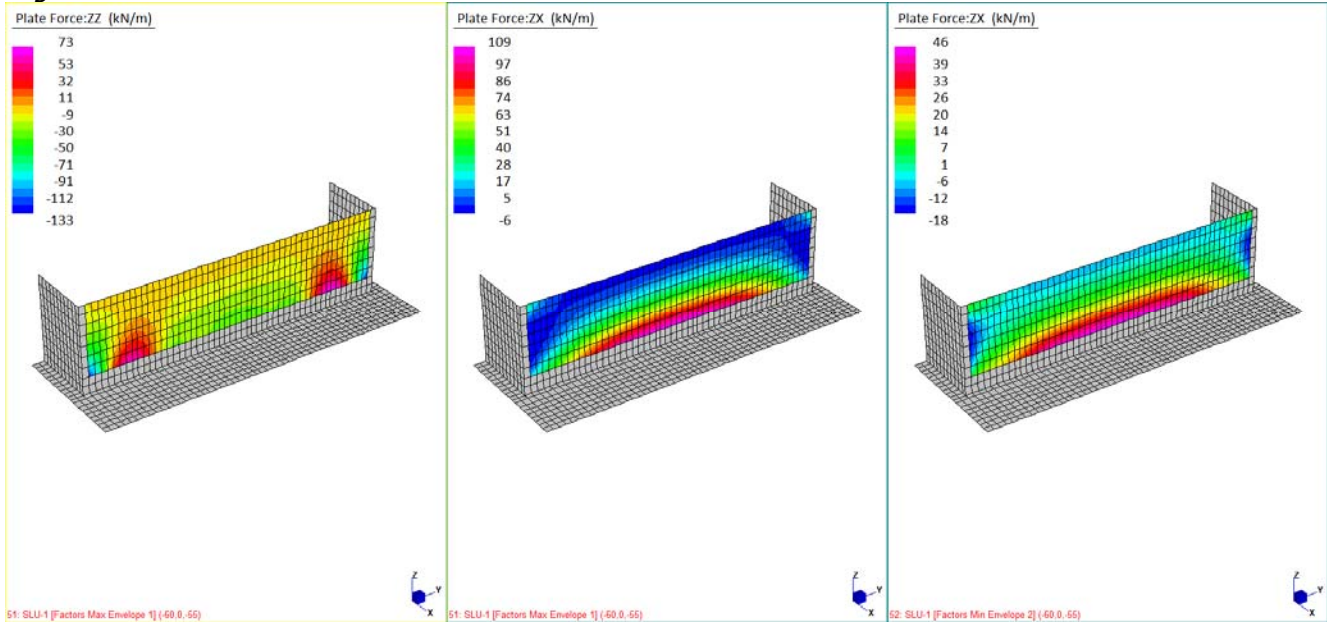 Plate Force:ZZ (kN/m)
73
53
32
11
-9
-30
-50
-71
-91
-112
-133
Z
Y
X
51: SLU-1 [Factors Max Envelope 1] (-60.0.-55)
Plate Force:ZX (kN/m)
109
97
86
74
63
51
40
28
17
5
-6
Z
Y
X
51: SLU-1 [Factors Max Envelope 1] (-60.0.-55)
Plate Force:ZX (kN/m)
46
39
33
26
20
14
7
1
-6
-12
-18
Z
Y
X
52: SLU-1 [Factors Min Envelope 2] (-60.0.-55)